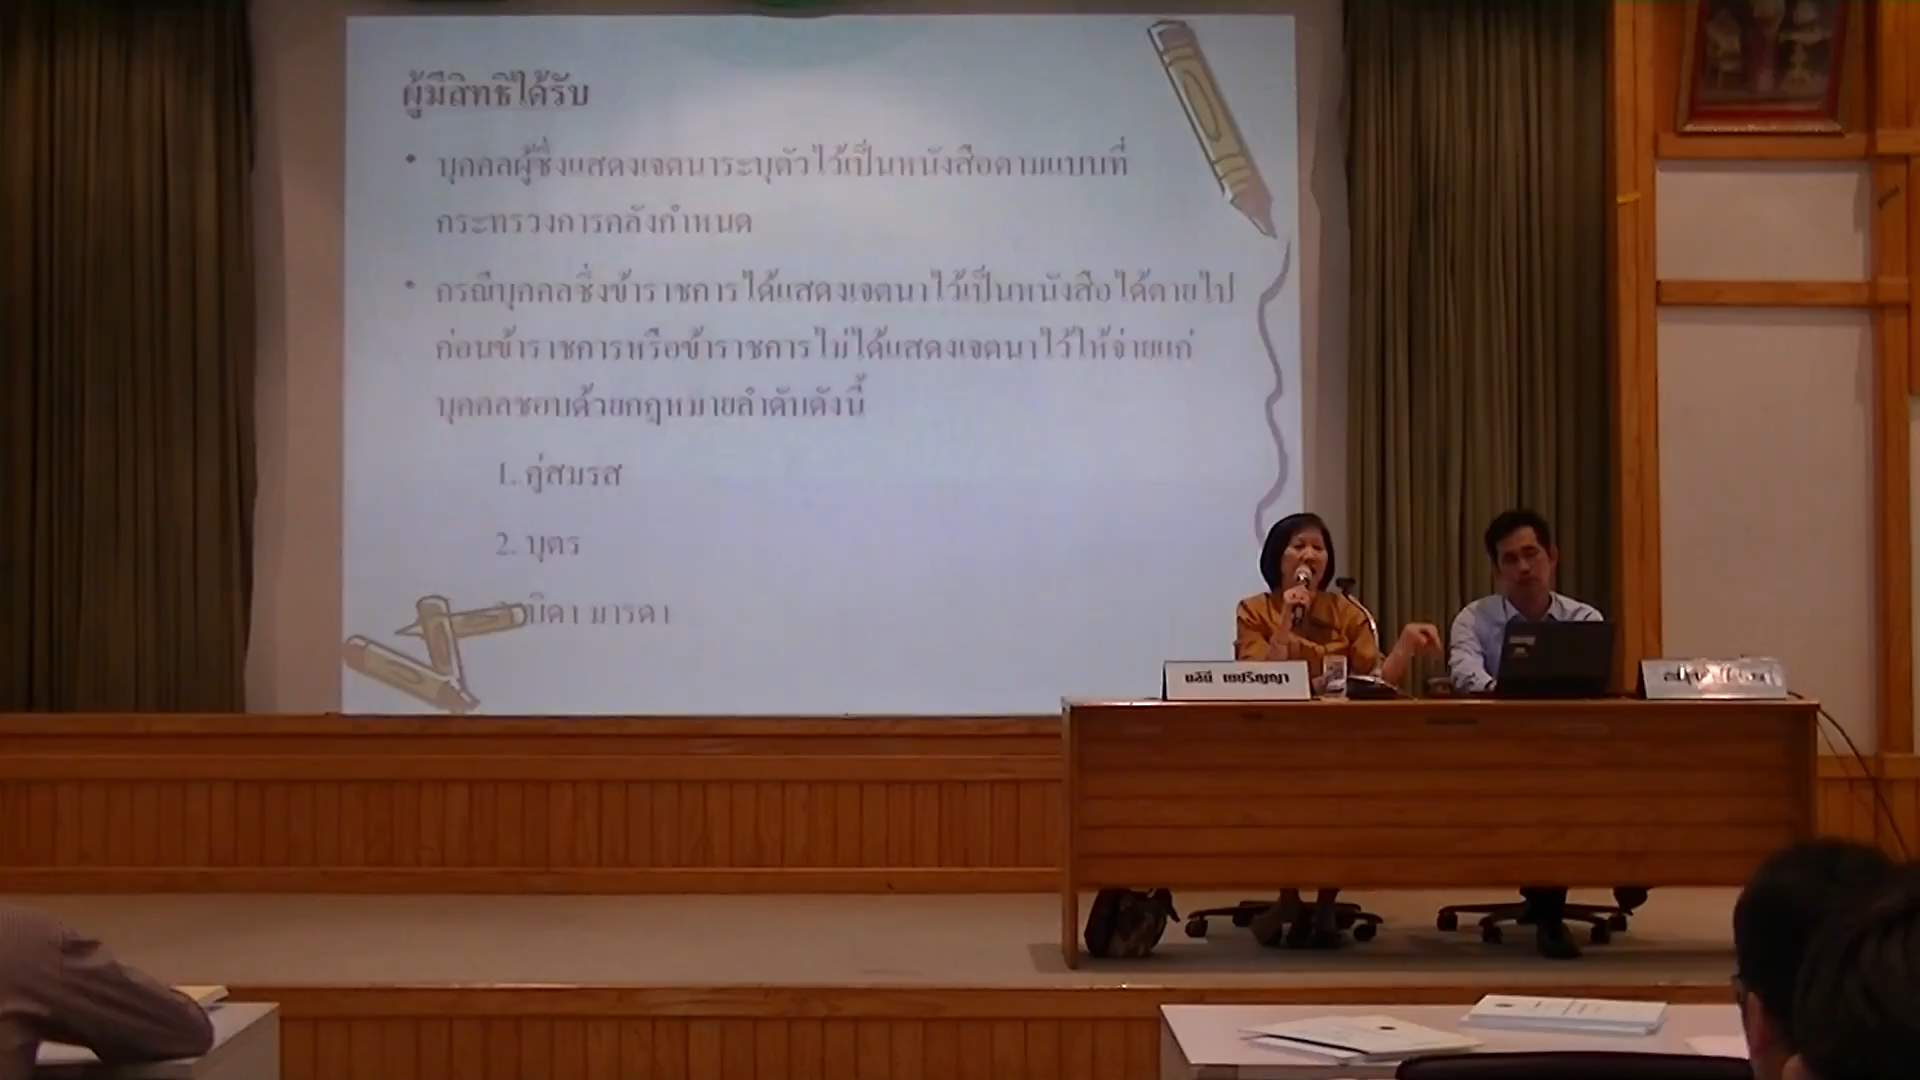 ผู้มีสิทธิได้รับ
• บุคคลผู้ซึ่งแสดงเจตนาระบุตัวไว้เป็นหนังสือตามแบบที่
กระทรวงการคลังกำหนด
• กรณีบุคคลซึ่งข้าราชการได้แสดงเจตนาไว้เป็นหนังสือได้ตายไป
ก่อนข้าราชการหรือข้าราชการไม่ได้แสดงเจตนาไว้ให้จ่ายแก่
บุคคลชอบด้วยกฎหมายลำดับดังนี้
1. คู่สมรส
2. บุตร
บิดา มารดา